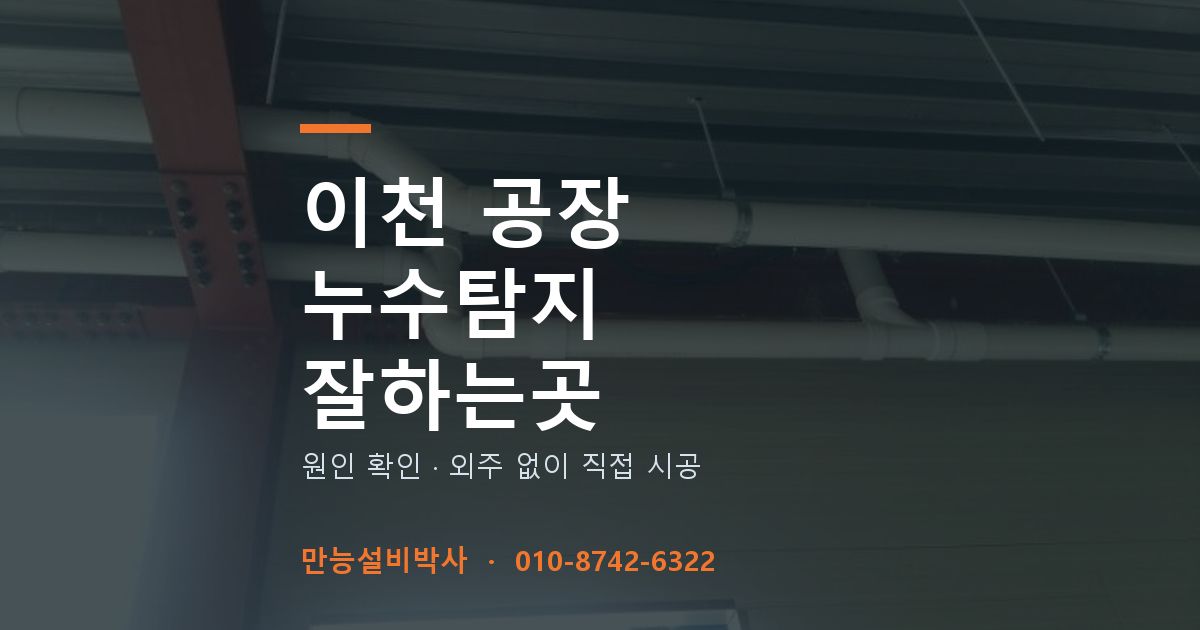 이천 공장
누수탐지
잘하는곳
원인 확인 · 외주 없이 직접 시공
만능설비박사 · 010-8742-6322